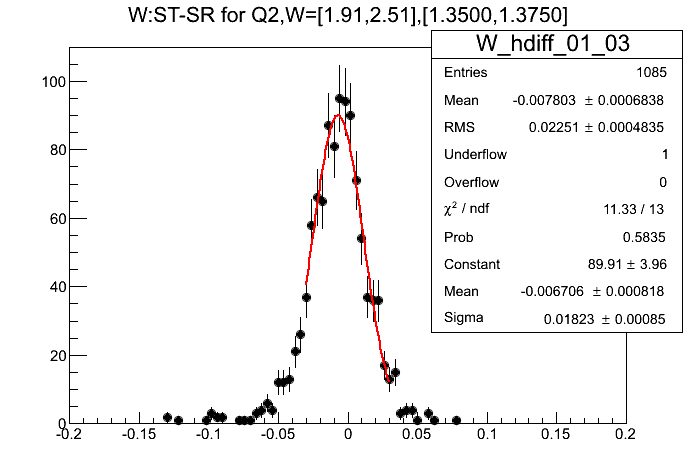 W:ST-SR for Q2,W=[1.91,2.51],[1.3500,1.3750]
W_hdiff_01_03
Entries 1085
Mean -0.007803 ± 0.0006838
RMS 0.02251 ± 0.0004835
Underflow 1
Overflow 0
χ² / ndf 11.33 / 13
Prob 0.5835
Constant 89.91 ± 3.96
Mean -0.006706 ± 0.000818
Sigma 0.01823 ± 0.00085
100
80
60
40
20
0
-0.2 -0.15 -0.1 -0.05 0 0.05 0.1 0.15 0.2